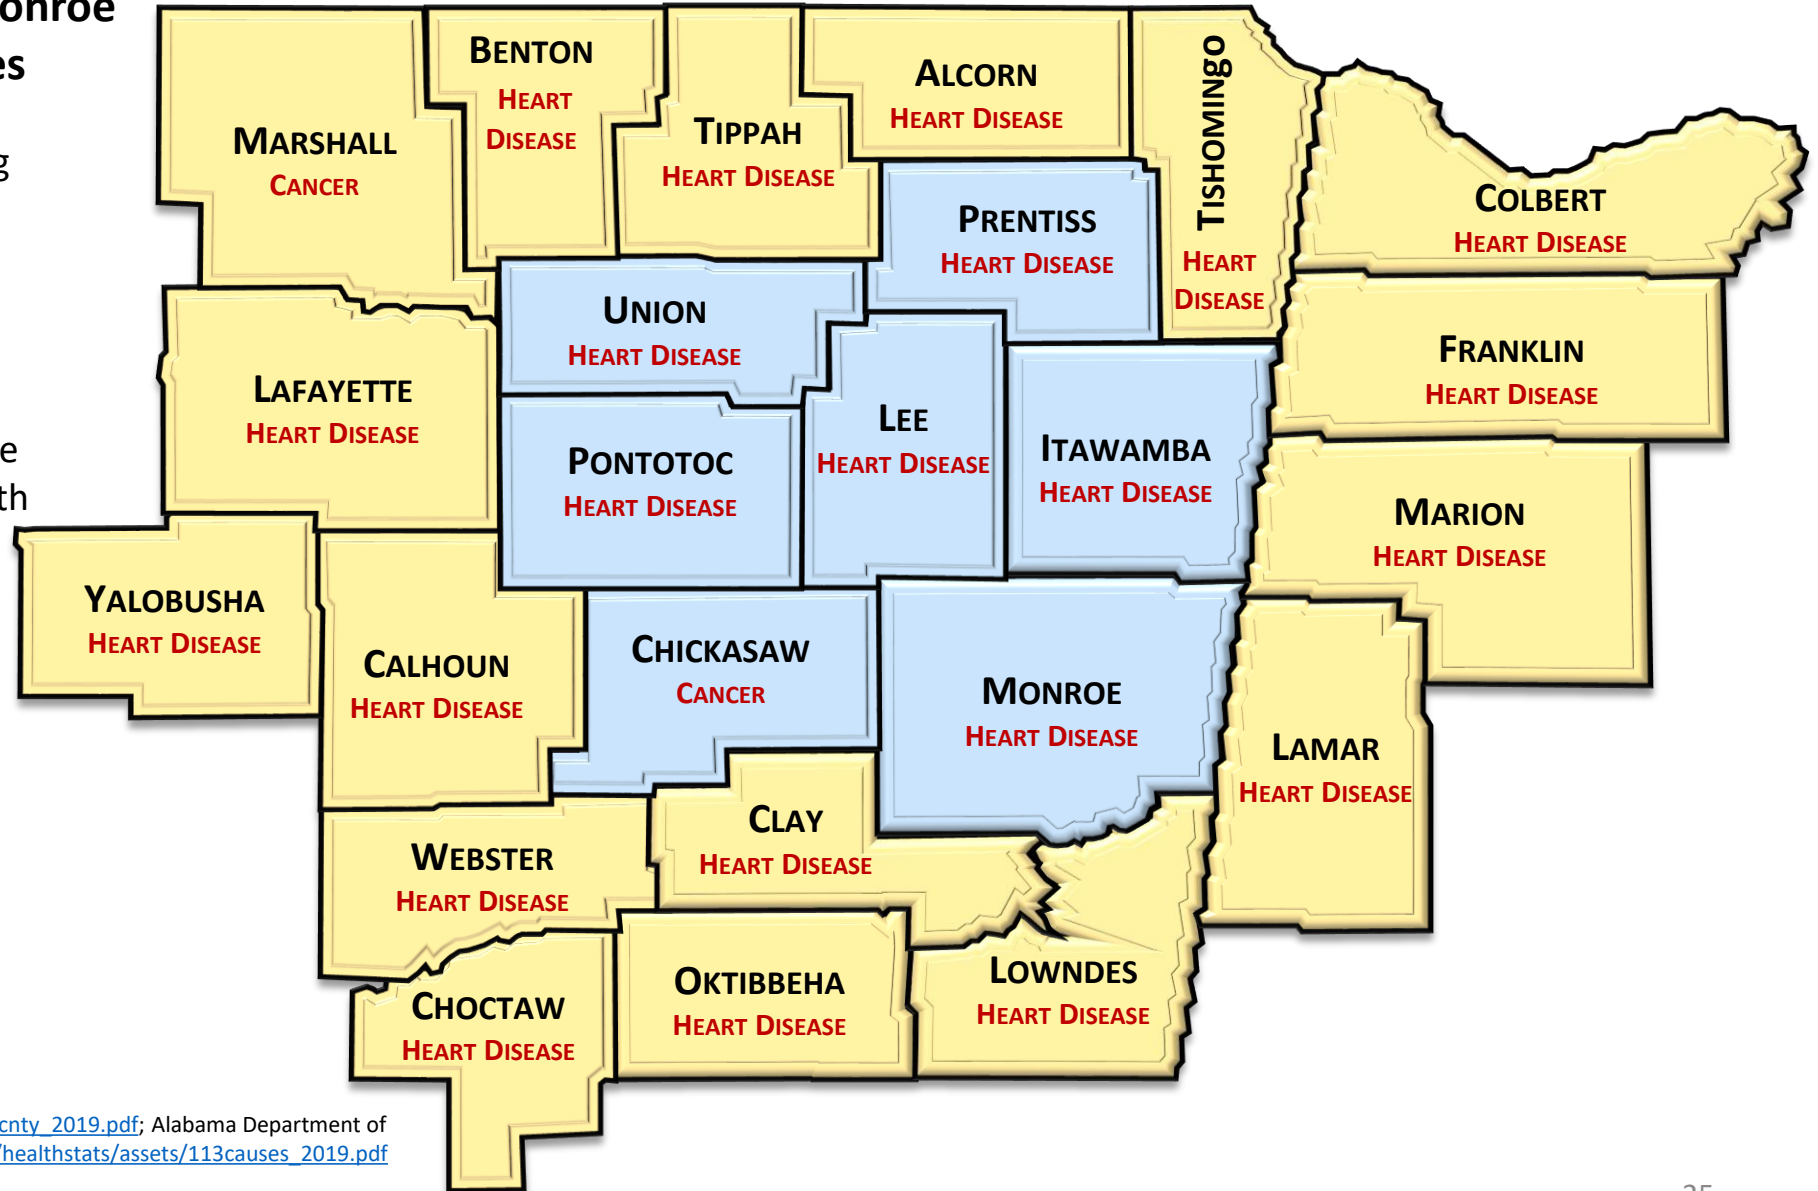 onroe
es
g
e
th
BENTON
HEART
DISEASE
MARSHALL
CANCER
TIPPAH
HEART DISEASE
ALCORN
HEART DISEASE
TISHOMINgO
HEART
DISEASE
COLBERT
HEART DISEASE
PRENTISS
HEART DISEASE
UNION
HEART DISEASE
FRANKLIN
HEART DISEASE
LAFAYETTE
HEART DISEASE
PONTOTOC
HEART DISEASE
LEE
HEART DISEASE
ITAWAMBA
HEART DISEASE
MARION
HEART DISEASE
YALOBUSHA
HEART DISEASE
CALHOUN
HEART DISEASE
CHICKASAW
CANCER
MONROE
HEART DISEASE
LAMAR
HEART DISEASE
CLAY
HEART DISEASE
WEBSTER
HEART DISEASE
CHOCTAW
HEART DISEASE
OKTIBBEHA
HEART DISEASE
LOWNDES
HEART DISEASE
cnty_2019.pdf; Alabama Department of
/healthstats/assets/113causes_2019.pdf